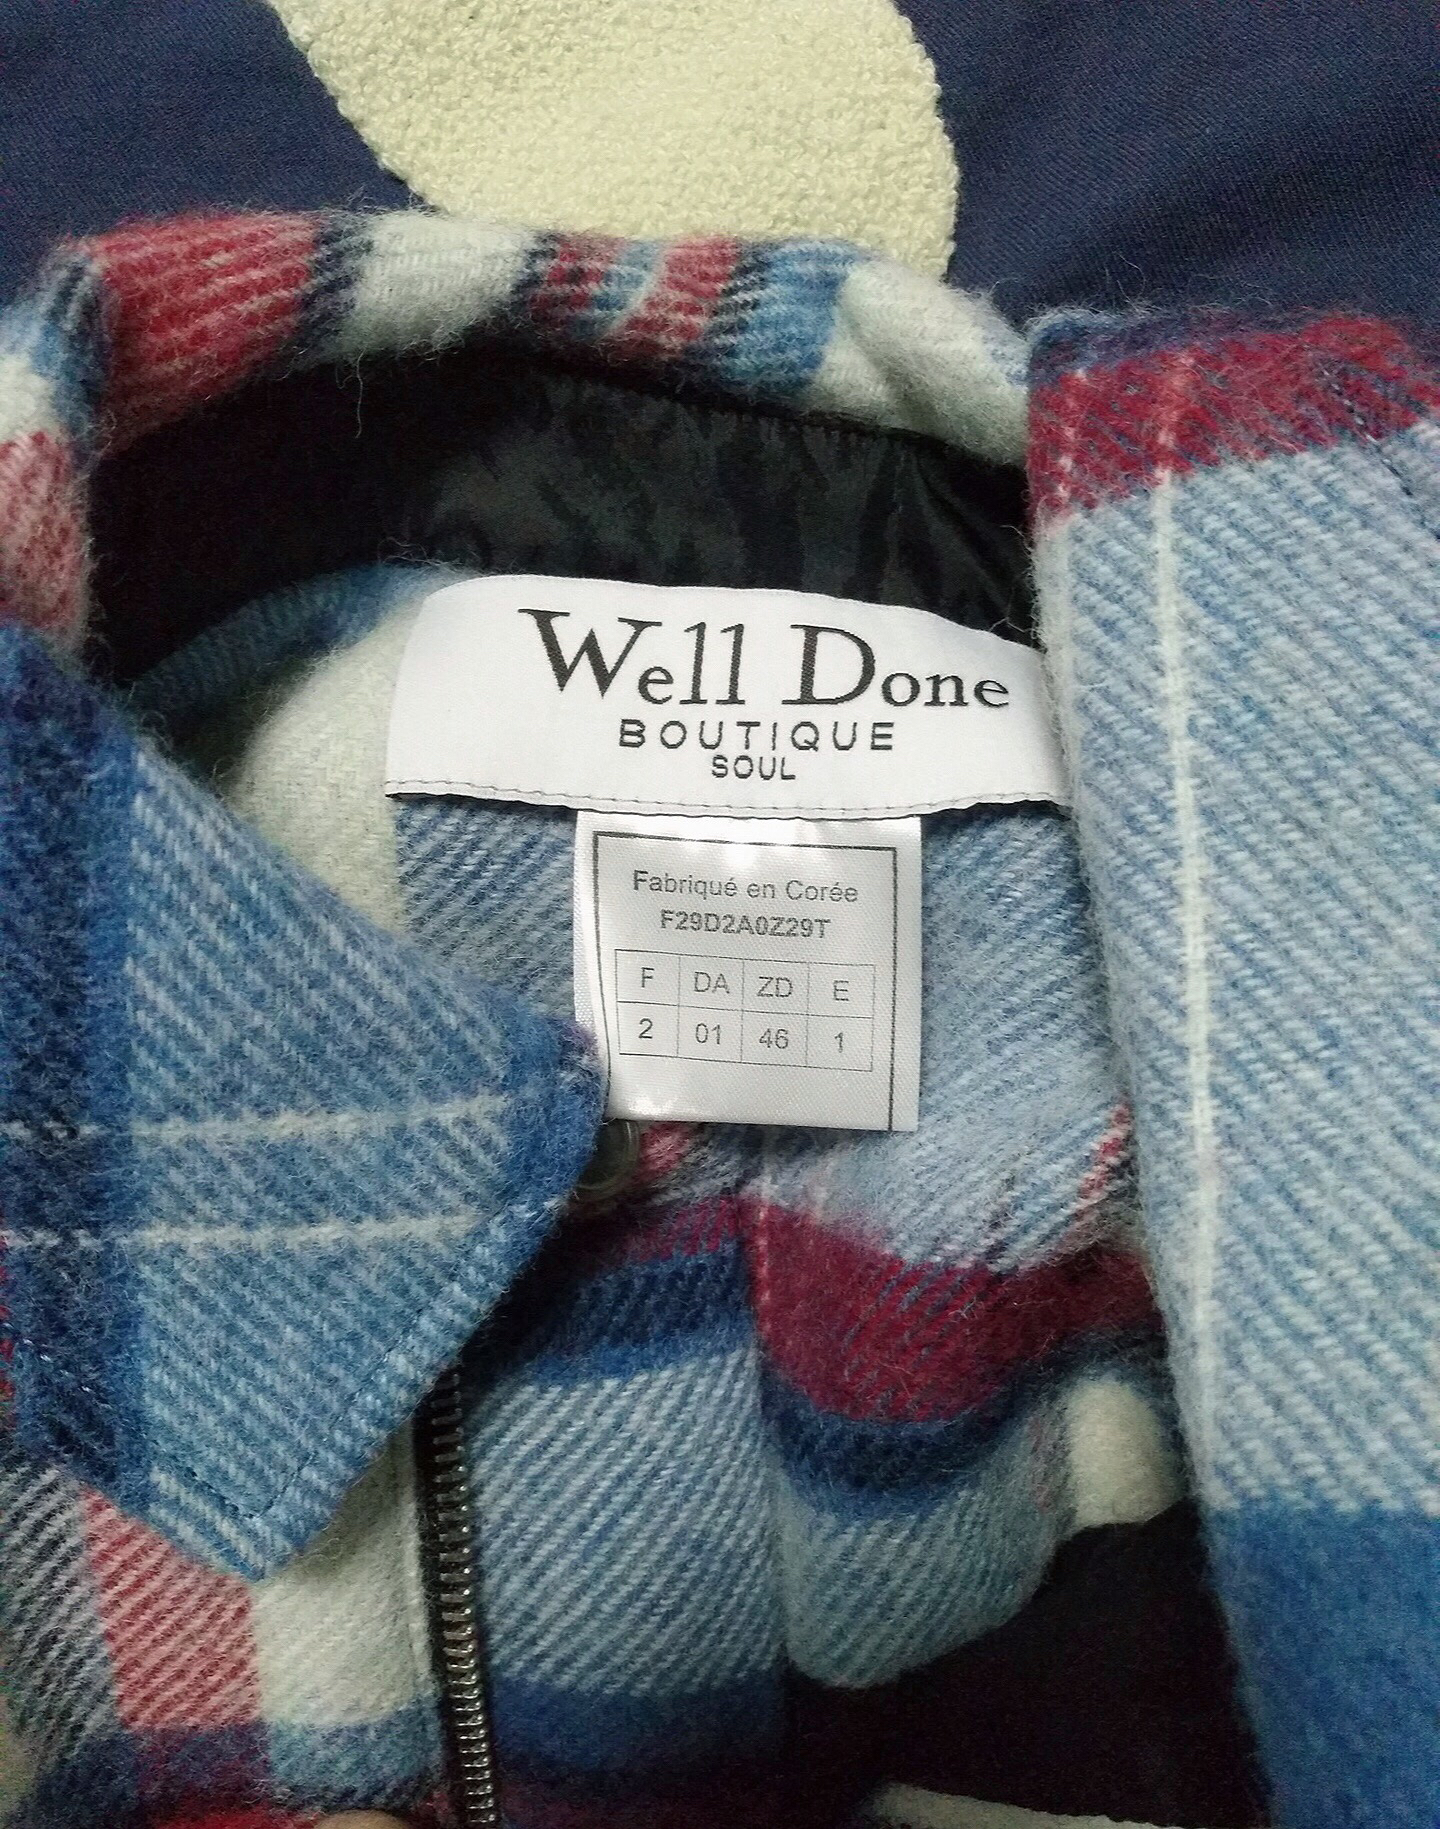 Well Done
BOUTIQUE
SOUL
Fabriqué en Corée
F29D2A0Z29T
F DA ZD E
2 01 46 1